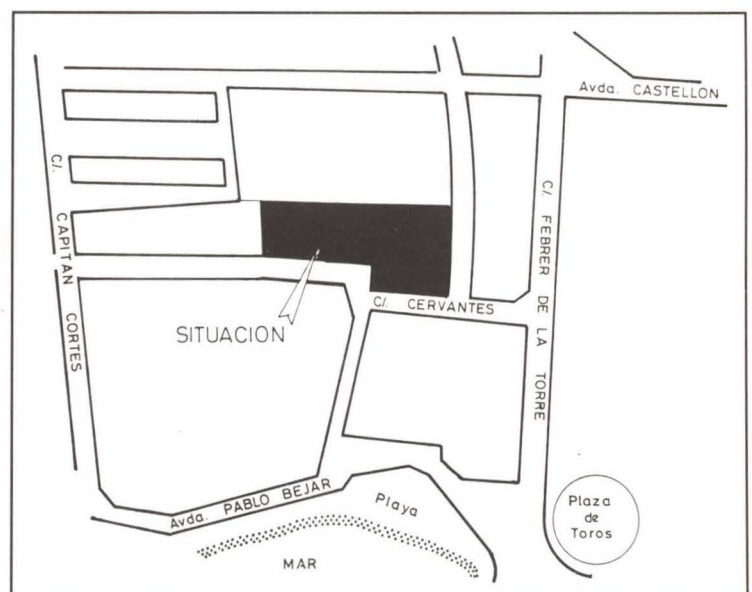 Avda. CASTELLON
C/. CAPITAN CORTES
C/. FEBRER DE LA TORRE
C/. CERVANTES
SITUACION
Avda. PABLO BEJAR
Playa
Plaza
de
Toros
MAR